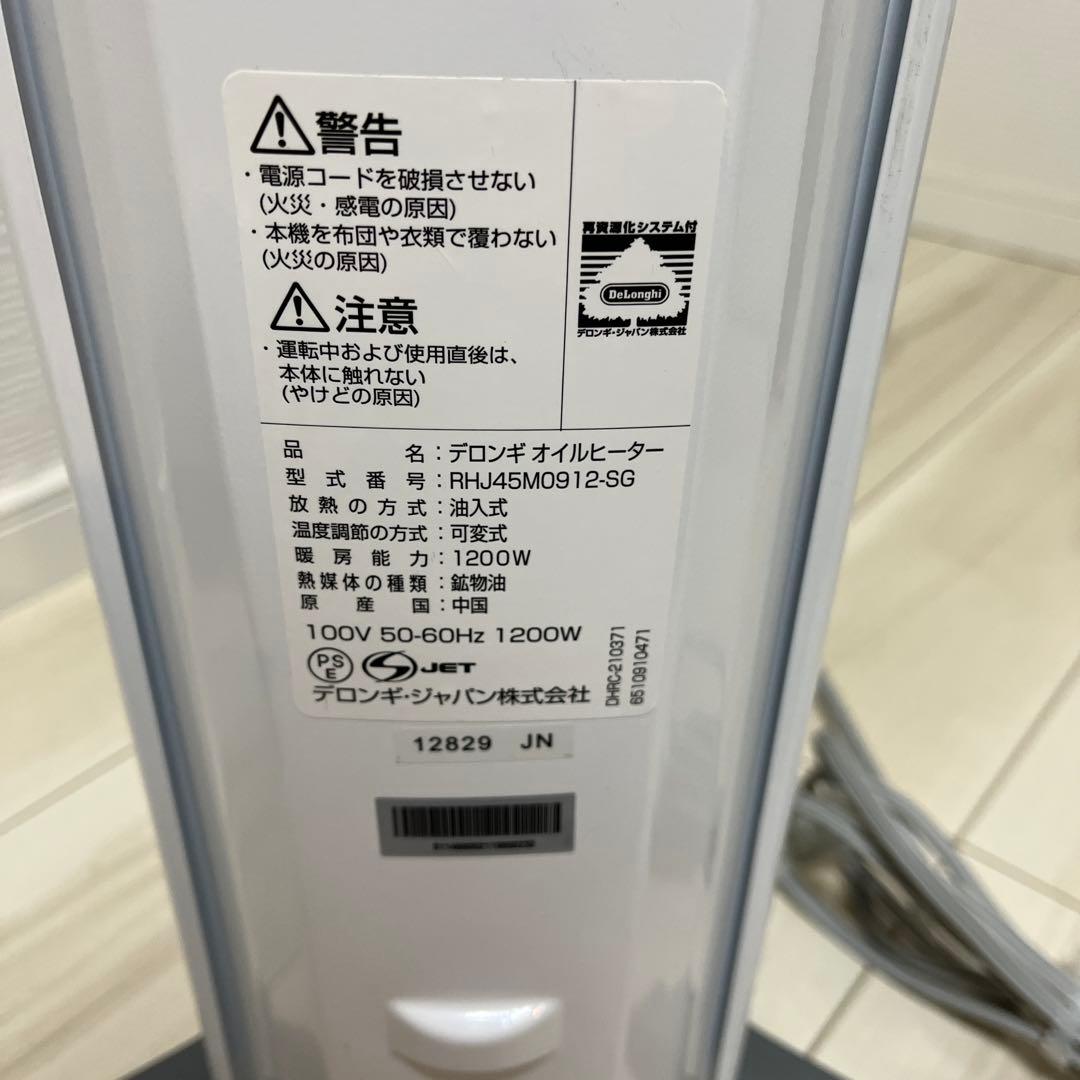 警告
・電源コードを破損させない
(火災・感電の原因)
・本機を布団や衣類で覆わない
(火災の原因)
注意
・運転中および使用直後は、
本体に触れない
(やけどの原因)
再資源化システム付
DeLonghi
デロンギ・ジャパン株式会社
品名：デロンギ オイルヒーター
型式番号：RHJ45M0912-SG
放熱の方式：油入式
温度調節の方式：可変式
暖房能力：1200W
熱媒体の種類：鉱物油
原産国：中国
100V 50-60Hz 1200W
PSE JET
デロンギ・ジャパン株式会社
DHRC-210371
6510910471
12829 JN